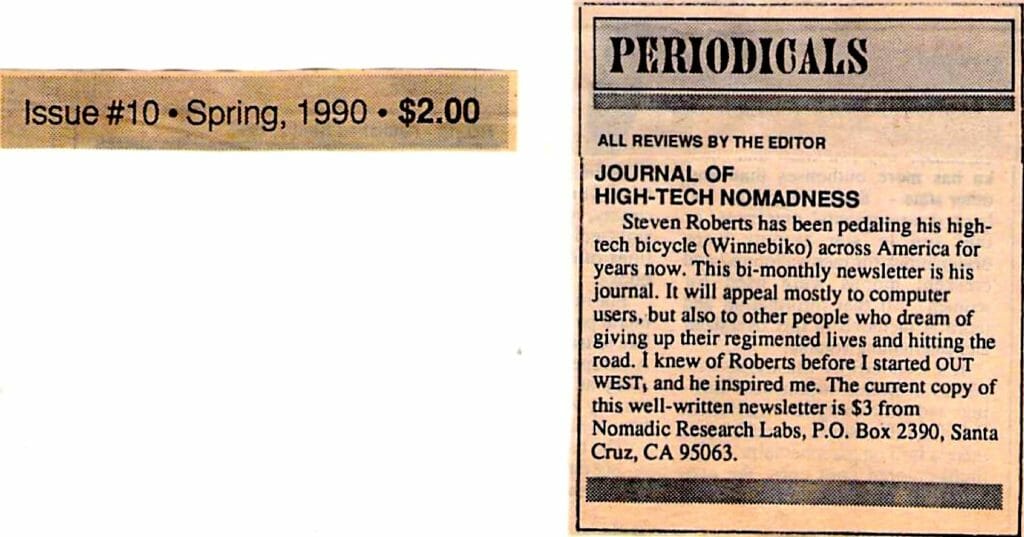 Issue #10 • Spring, 1990 • $2.00
PERIODICALS
ALL REVIEWS BY THE EDITOR
JOURNAL OF
HIGH-TECH NOMADNESS
Steven Roberts has been pedaling his high-
tech bicycle (Winnebiko) across America for
years now. This bi-monthly newsletter is his
journal. It will appeal mostly to computer
users, but also to other people who dream of
giving up their regimented lives and hitting the
road. I knew of Roberts before I started OUT
WEST, and he inspired me. The current copy of
this well-written newsletter is $3 from
Nomadic Research Labs, P.O. Box 2390, Santa
Cruz, CA 95063.